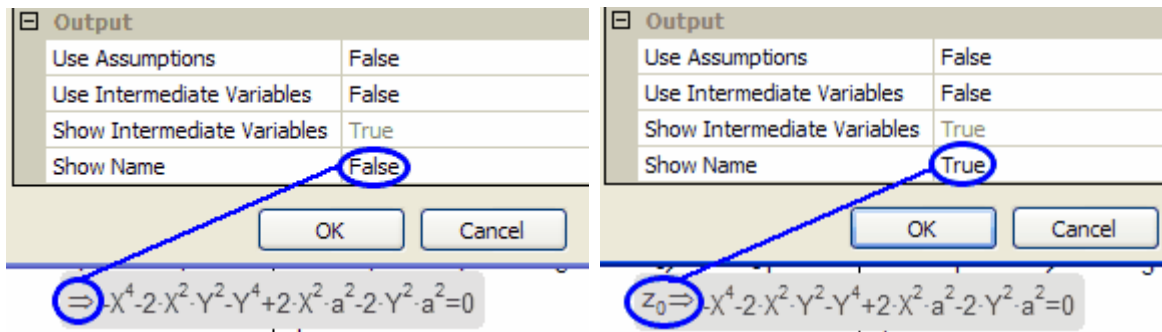 Output
Use Assumptions False
Use Intermediate Variables False
Show Intermediate Variables True
Show Name False
OK Cancel
⇒ -X⁴-2·X²·Y²-Y⁴+2·X²·a²-2·Y²·a²=0
Output
Use Assumptions False
Use Intermediate Variables False
Show Intermediate Variables True
Show Name True
OK Cancel
z₀⇒ -X⁴-2·X²·Y²-Y⁴+2·X²·a²-2·Y²·a²=0